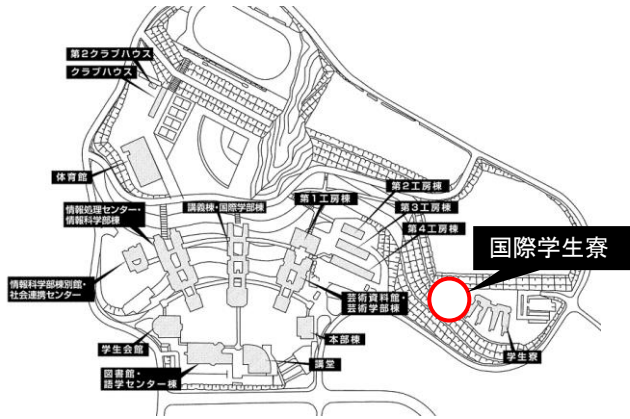 第2クラブハウス
クラブハウス
体育館
情報処理センター・
情報科学部棟
講義棟・国際学部棟
第1工房棟
第2工房棟
第3工房棟
第4工房棟
国際学生寮
情報科学部棟別館・
社会連携センター
芸術資料館・
芸術学部棟
学生会館
本部棟
学生寮
図書館・
語学センター棟
講堂